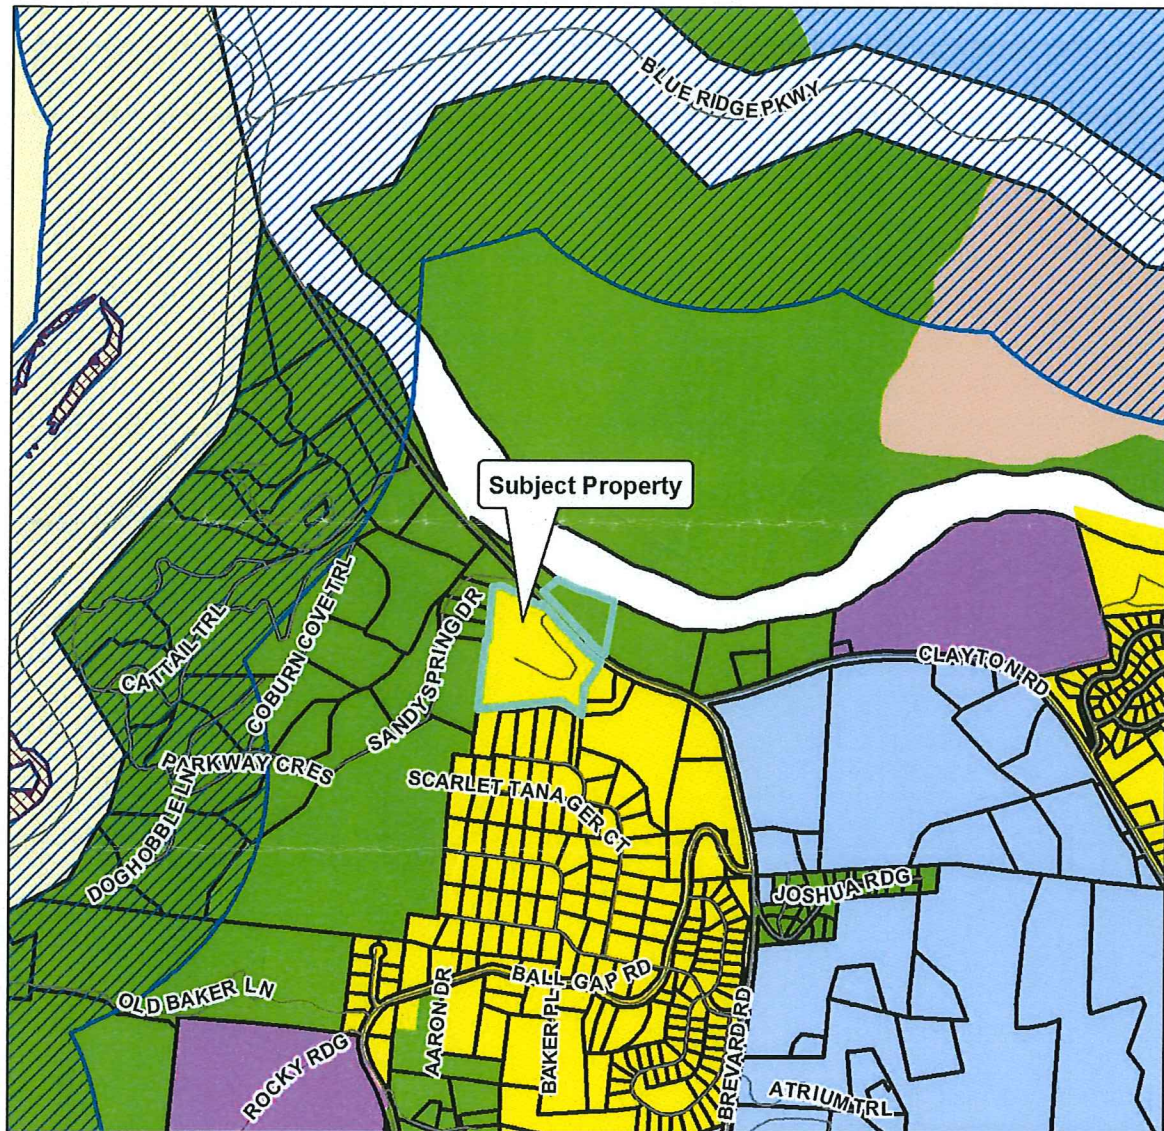 BLUE RIDGE PKWY
Subject Property
CATTAIL TRL
COBURN COVE TRL
SANDY SPRING DR
CLAYTON RD
PARKWAY CRES
DOGHOBBLE LN
SCARLET TANAGER CT
JOSHUA RDG
OLD BAKER LN
BALL GAP RD
AARON DR
BAKER PL
BREVARD RD
ROCKY RDG
ATRIUM TRL